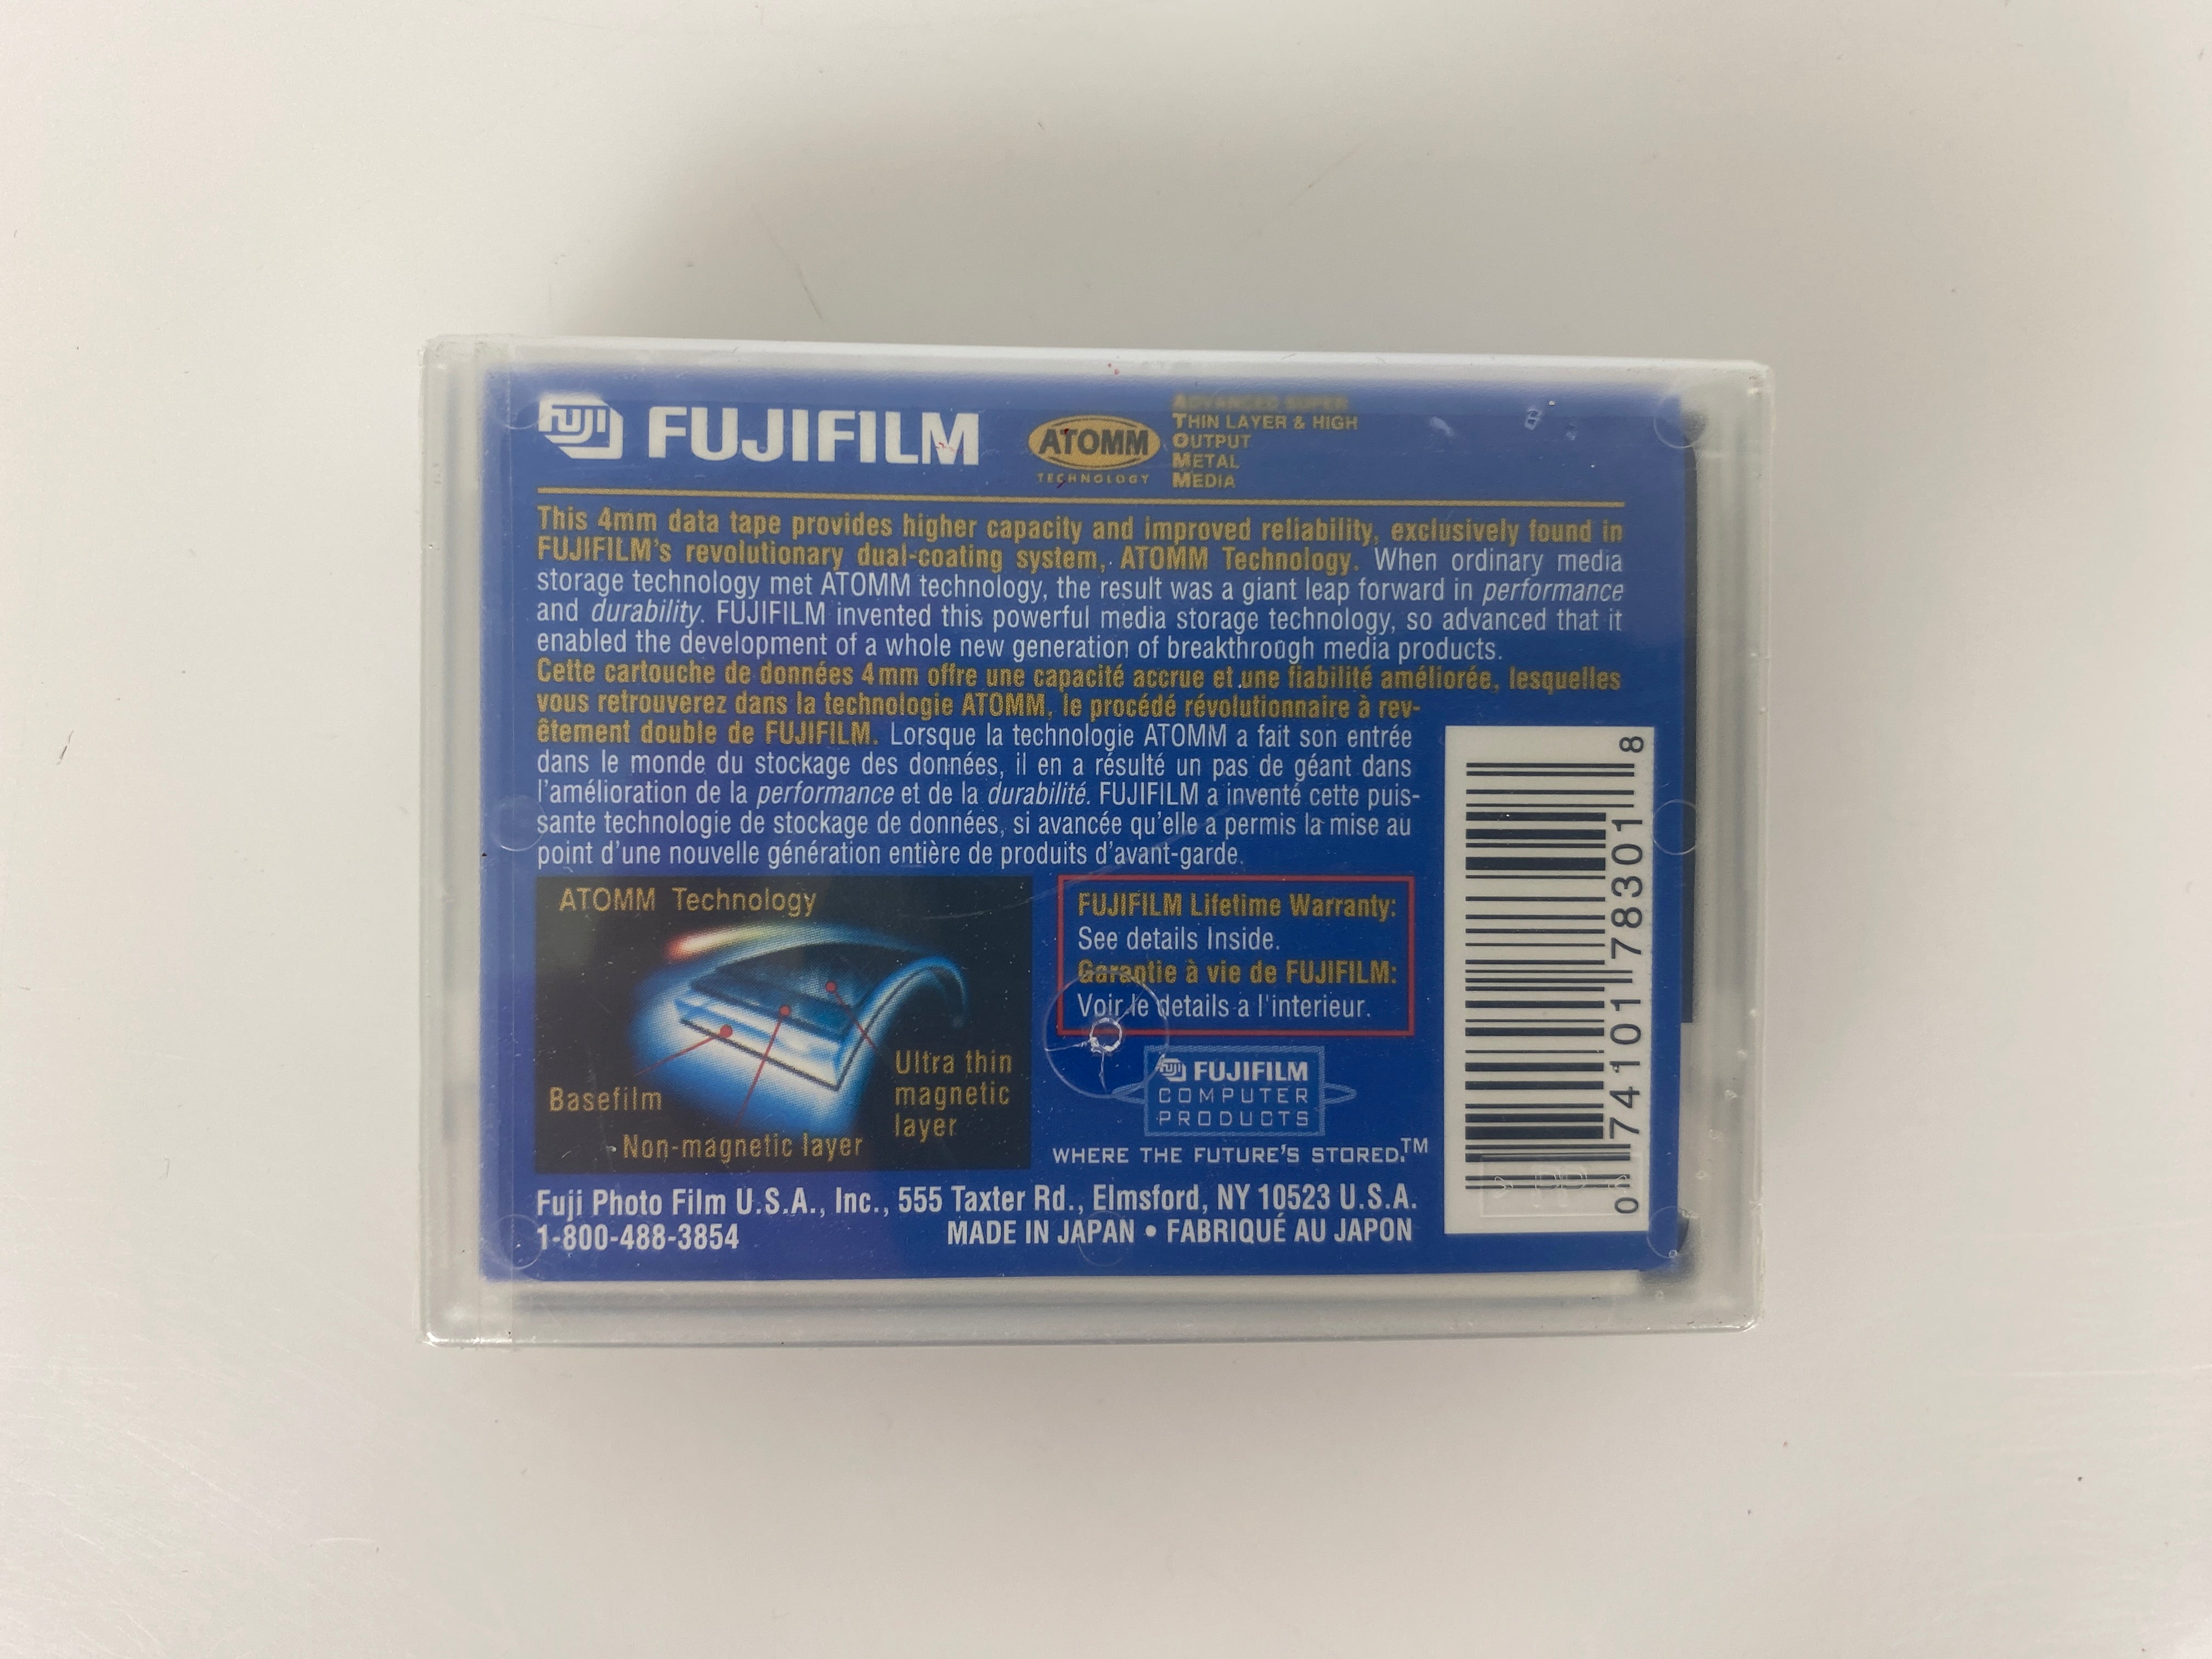 FUJI FUJIFILM
ATOMM
TECHNOLOGY
ADVANCED SUPER
THIN LAYER & HIGH
OUTPUT
METAL
MEDIA
This 4mm data tape provides higher capacity and improved reliability, exclusively found in
FUJIFILM's revolutionary dual-coating system, ATOMM Technology. When ordinary media
storage technology met ATOMM technology, the result was a giant leap forward in performance
and durability. FUJIFILM invented this powerful media storage technology, so advanced that it
enabled the development of a whole new generation of breakthrough media products.
Cette cartouche de données 4mm offre une capacité accrue et une fiabilité améliorée, lesquelles
vous retrouverez dans la technologie ATOMM, le procédé révolutionnaire à rev-
êtement double de FUJIFILM. Lorsque la technologie ATOMM a fait son entrée
dans le monde du stockage des données, il en a résulté un pas de géant dans
l'amélioration de la performance et de la durabilité. FUJIFILM a inventé cette puis-
sante technologie de stockage de données, si avancée qu'elle a permis la mise au
point d'une nouvelle génération entière de produits d'avant-garde.
ATOMM Technology
Basefilm
Non-magnetic layer
Ultra thin
magnetic
layer
FUJIFILM Lifetime Warranty:
See details Inside.
Garantie à vie de FUJIFILM:
Voir le details a l'interieur.
FUJI FUJIFILM
COMPUTER
PRODUCTS
WHERE THE FUTURE'S STORED.™
Fuji Photo Film U.S.A., Inc., 555 Taxter Rd., Elmsford, NY 10523 U.S.A.
1-800-488-3854
MADE IN JAPAN • FABRIQUÉ AU JAPON
0 74101 78301 8
>PP<